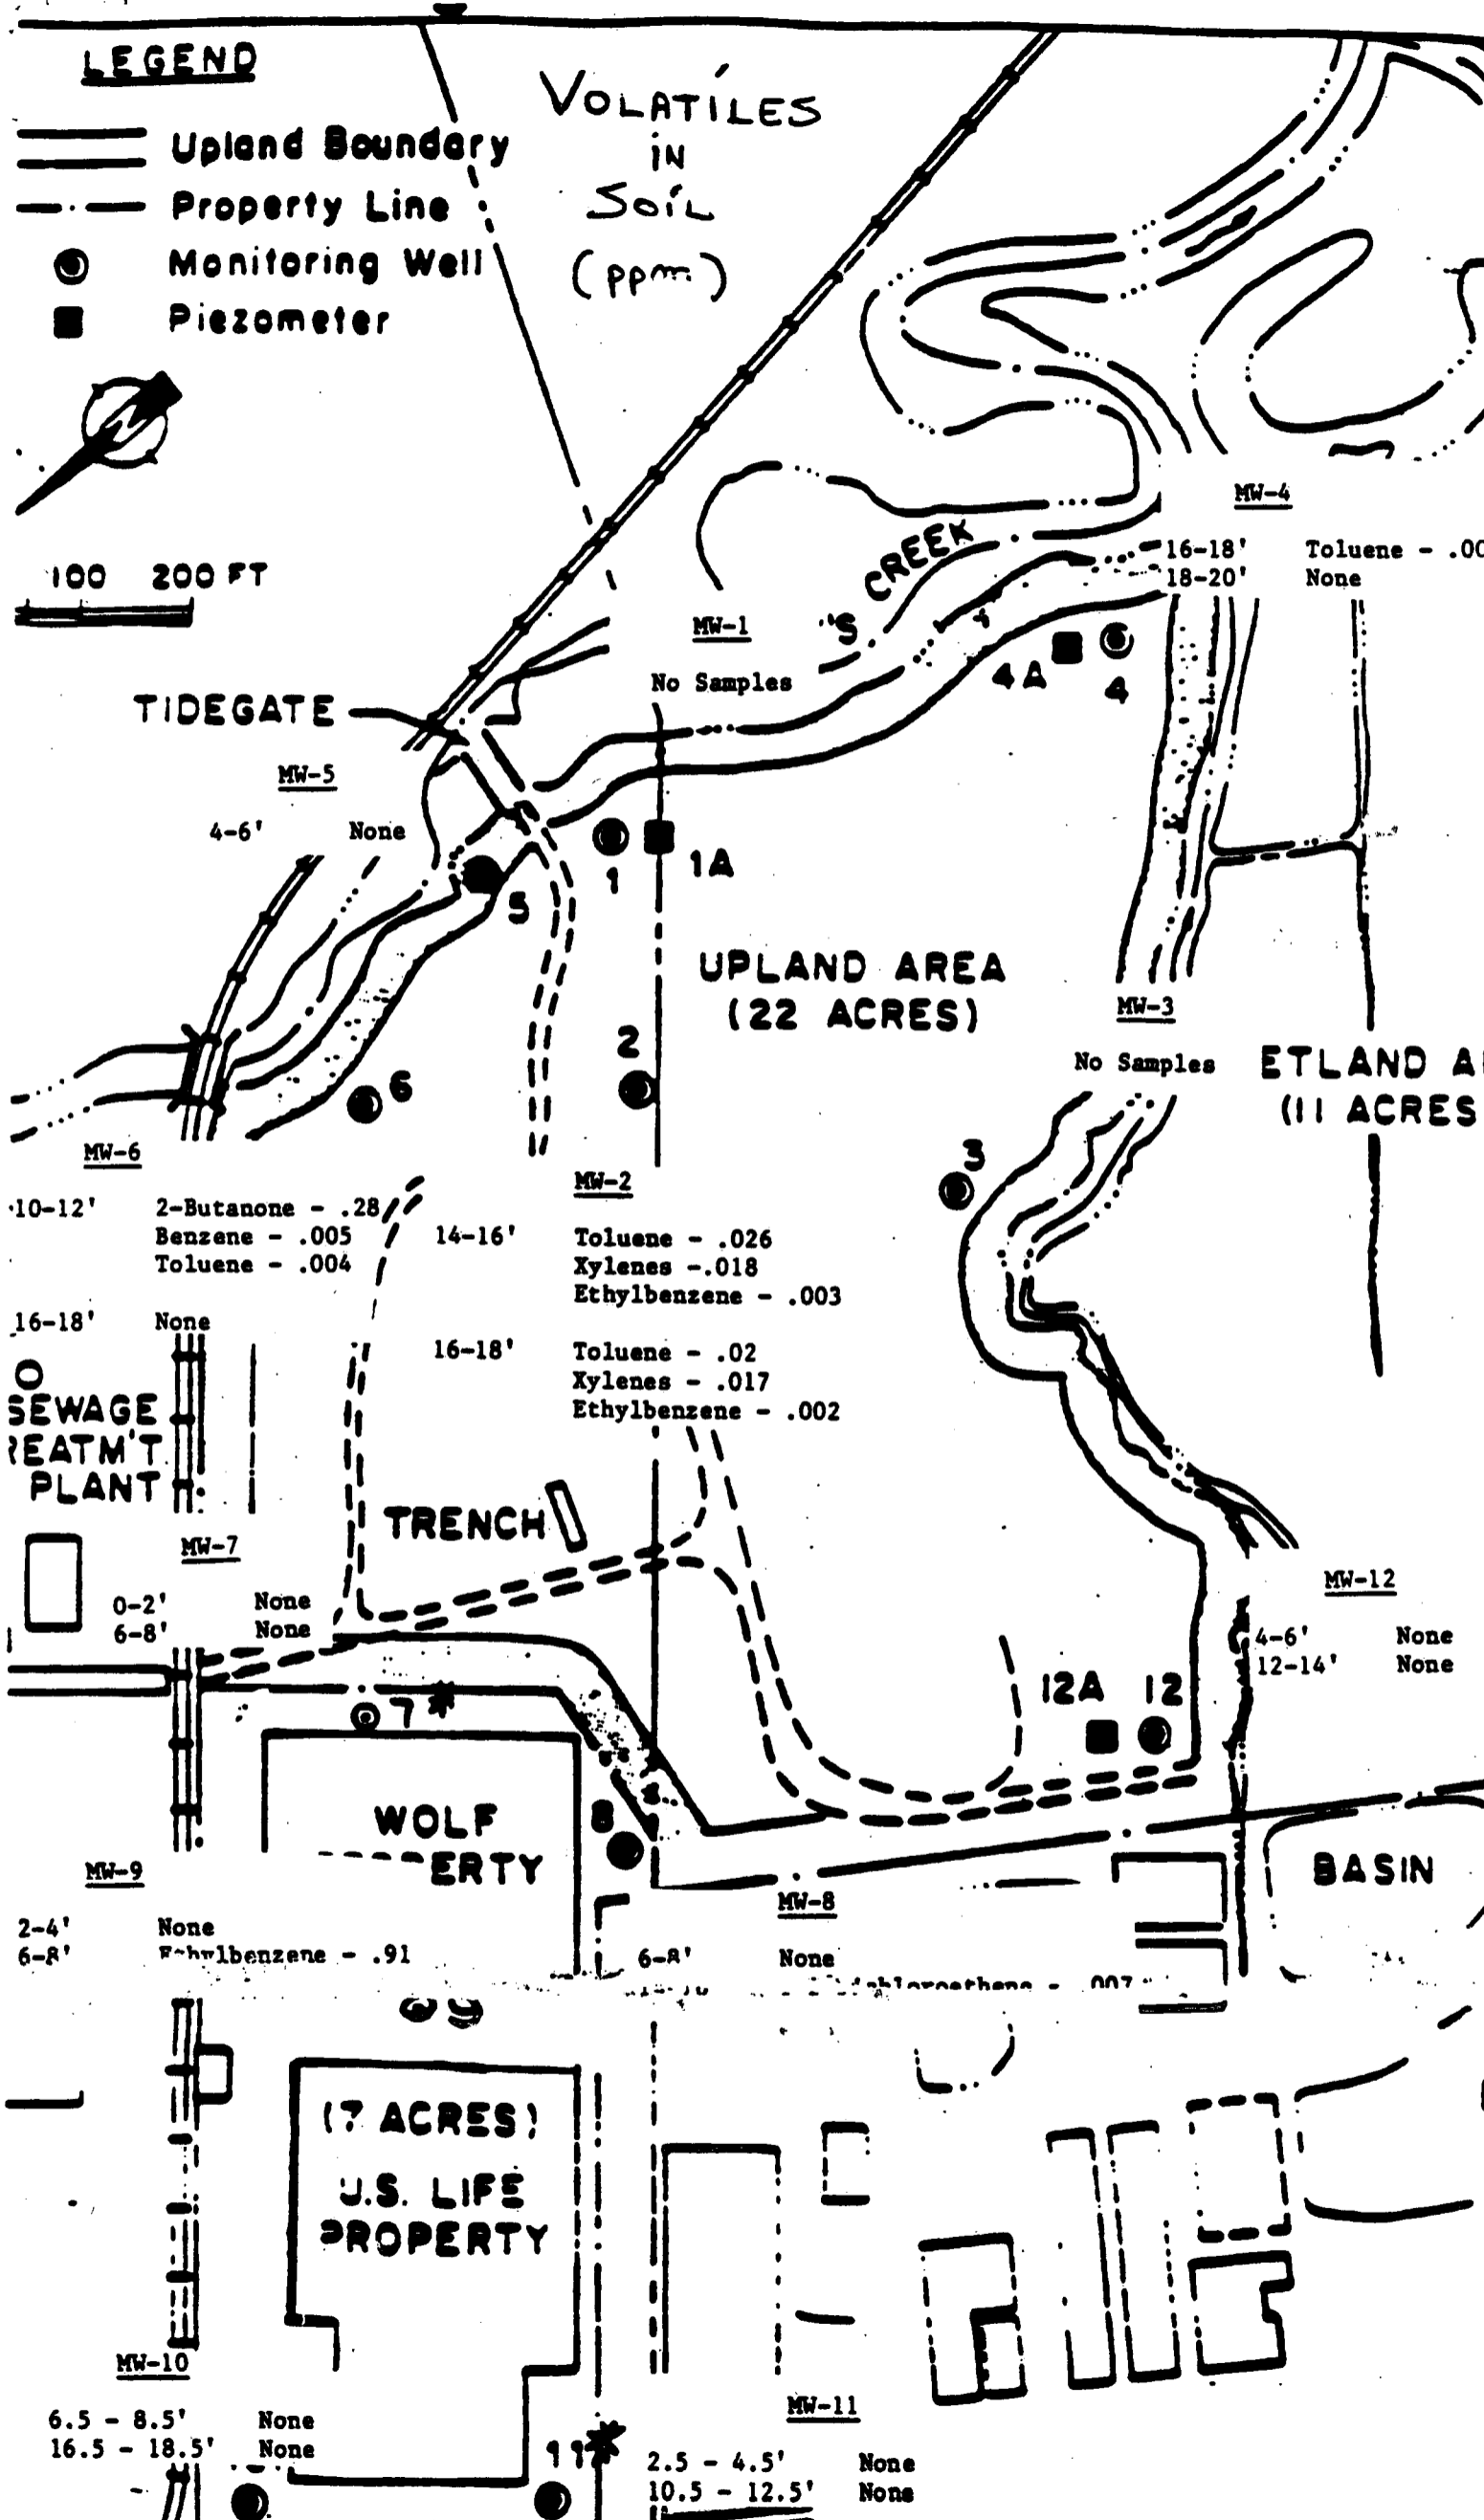 LEGEND
Upland Boundary
Property Line
Monitoring Well
Piezometer
VOLATILES
IN
SOIL
(ppm)
100 200 FT
CREEK
MW-4
16-18' Toluene - .00
18-20' None
MW-1
No Samples
4A
4
TIDEGATE
MW-5
4-6' None
5
1
1A
UPLAND AREA
(22 ACRES)
2
6
MW-3
No Samples
ETLAND A
(11 ACRES
3
MW-6
10-12' 2-Butanone - .28
Benzene - .005
Toluene - .004
16-18' None
MW-2
14-16' Toluene - .026
Xylenes -.018
Ethylbenzene - .003
16-18' Toluene - .02
Xylenes - .017
Ethylbenzene - .002
O
SEWAGE
REATM'T
PLANT
TRENCH
MW-7
0-2' None
6-8' None
MW-12
4-6' None
12-14' None
12A 12
7*
WOLF
ERTY
8
BASIN
MW-9
2-4' None
6-8' Ethylbenzene - .91
MW-8
6-8' None
.007
(7 ACRES)
U.S. LIFE
PROPERTY
MW-10
6.5 - 8.5' None
16.5 - 18.5' None
MW-11
11*
2.5 - 4.5' None
10.5 - 12.5' None